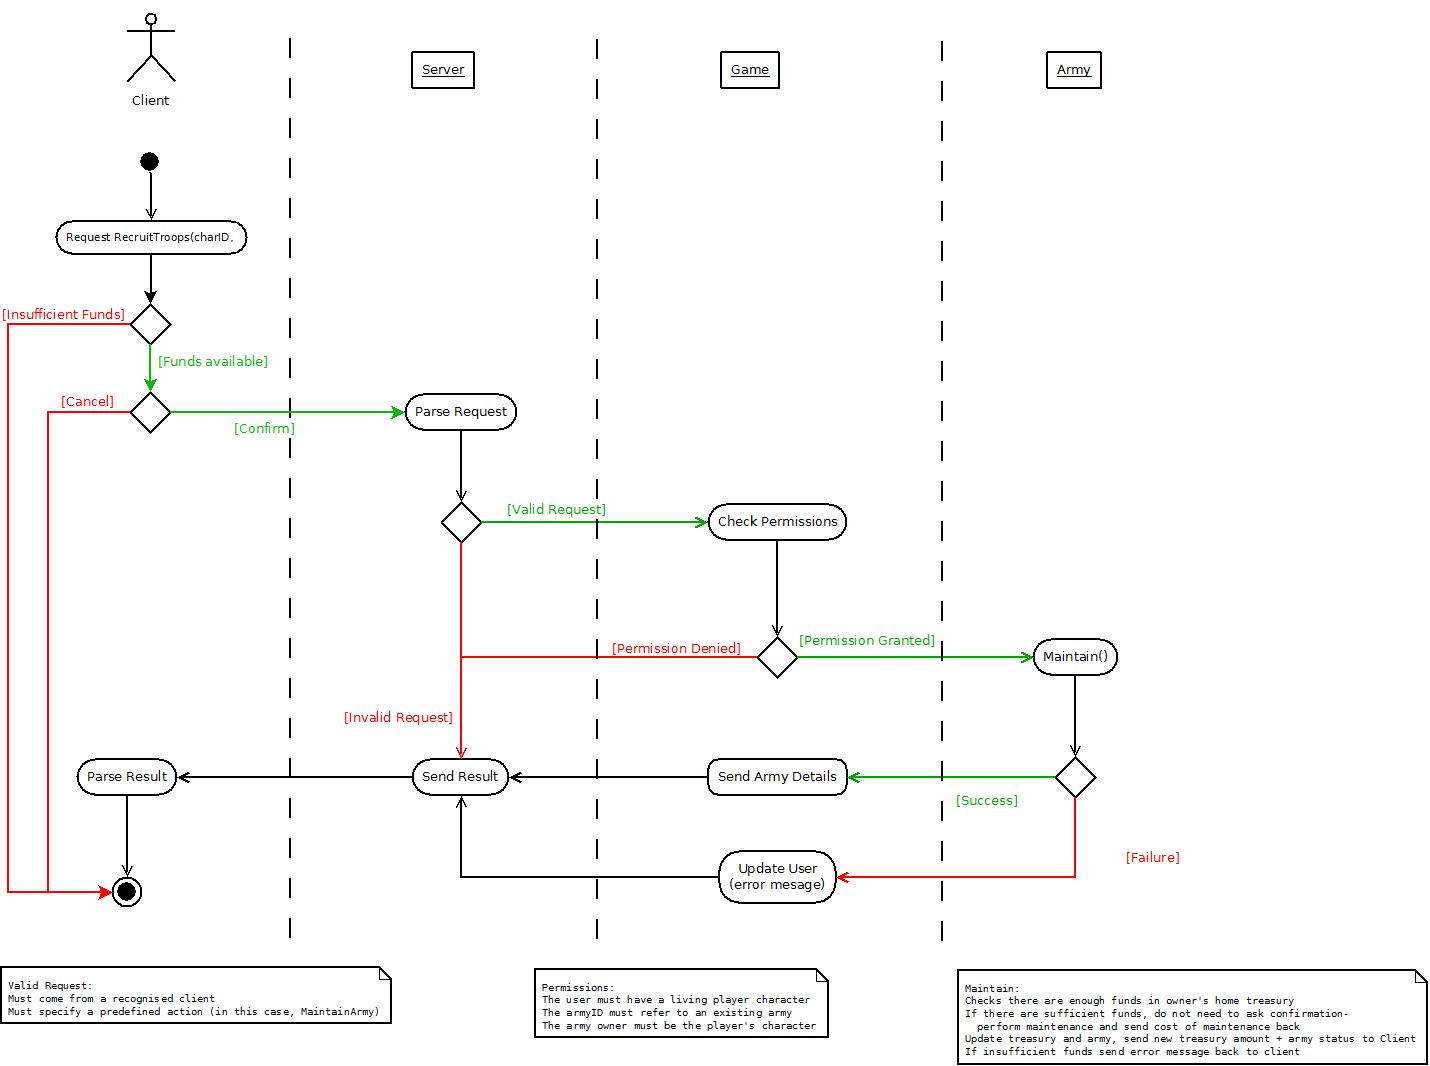 Client
Server
Game
Army
Request RecruitTroops(charID,
[Insufficient Funds]
[Funds available]
[Cancel]
[Confirm]
Parse Request
[Valid Request]
Check Permissions
[Permission Denied]
[Permission Granted]
Maintain()
[Invalid Request]
Parse Result
Send Result
Send Army Details
[Success]
[Failure]
Update User
(error mesage)
Valid Request:
Must come from a recognised client
Must specify a predefined action (in this case, MaintainArmy)
Permissions:
The user must have a living player character
The armyID must refer to an existing army
The army owner must be the player's character
Maintain:
Checks there are enough funds in owner's home treasury
If there are sufficient funds, do not need to ask confirmation-
perform maintenance and send cost of maintenance back
Update treasury and army, send new treasury amount + army status to Client
If insufficient funds send error message back to client